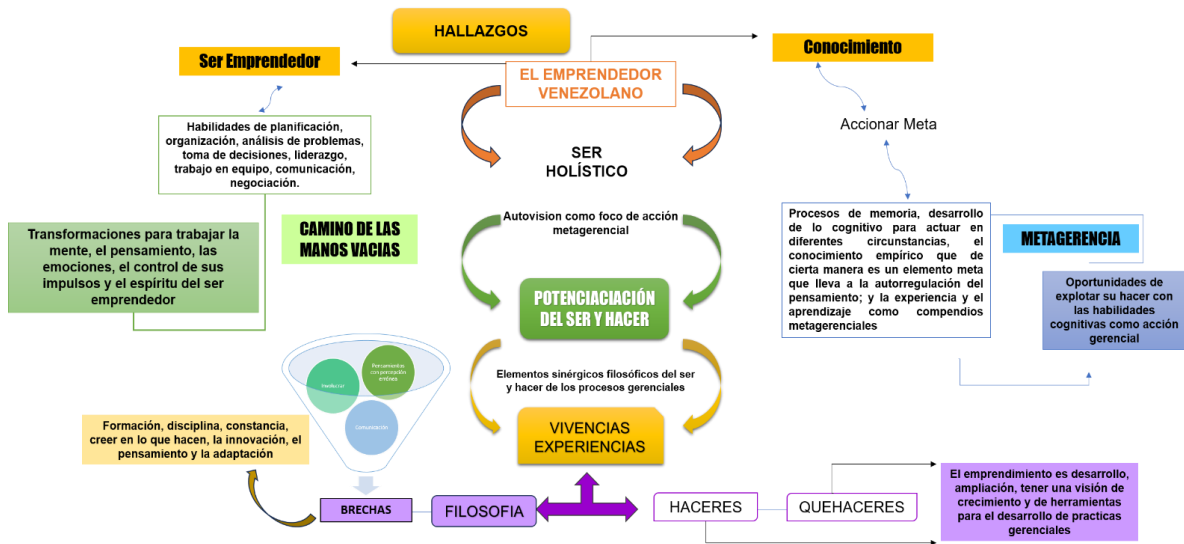 HALLAZGOS
Ser Emprendedor
Conocimiento
EL EMPRENDEDOR
VENEZOLANO
Habilidades de planificación,
organización, análisis de problemas,
toma de decisiones, liderazgo,
trabajo en equipo, comunicación,
negociación.
Accionar Meta
SER
HOLÍSTICO
Transformaciones para trabajar la
mente, el pensamiento, las
emociones, el control de sus
impulsos y el espíritu del ser
emprendedor
CAMINO DE LAS
MANOS VACIAS
Autovision como foco de acción
metagerencial
Procesos de memoria, desarrollo
de lo cognitivo para actuar en
diferentes circunstancias, el
conocimiento empírico que de
cierta manera es un elemento meta
que lleva a la autorregulación del
pensamiento; y la experiencia y el
aprendizaje como compendios
metagerenciales
METAGERENCIA
Oportunidades de
explotar su hacer con
las habilidades
cognitivas como acción
gerencial
POTENCIACIACIÓN
DEL SER Y HACER
Pensamientos
con percepción
Intelectual
Comunicación
Elementos sinérgicos filosóficos del ser
y hacer de los procesos gerenciales
Formación, disciplina, constancia,
creer en lo que hacen, la innovación, el
pensamiento y la adaptación
VIVENCIAS
EXPERIENCIAS
BRECHAS
FILOSOFIA
HACERES
QUEHACERES
El emprendimiento es desarrollo,
ampliación, tener una visión de
crecimiento y de herramientas
para el desarrollo de practicas
gerenciales